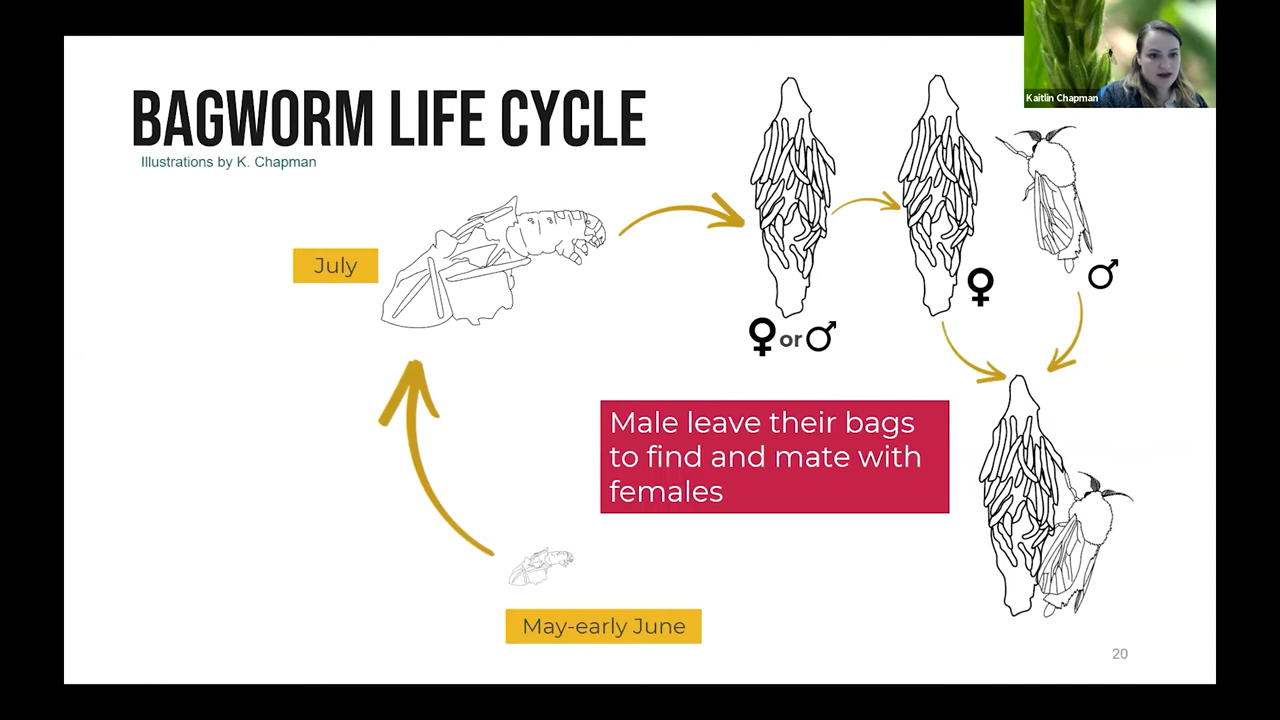 Kaitlin Chapman
BAGWORM LIFE CYCLE
Illustrations by K. Chapman
July
♀ or ♂
♀
♂
Male leave their bags
to find and mate with
females
May-early June
20